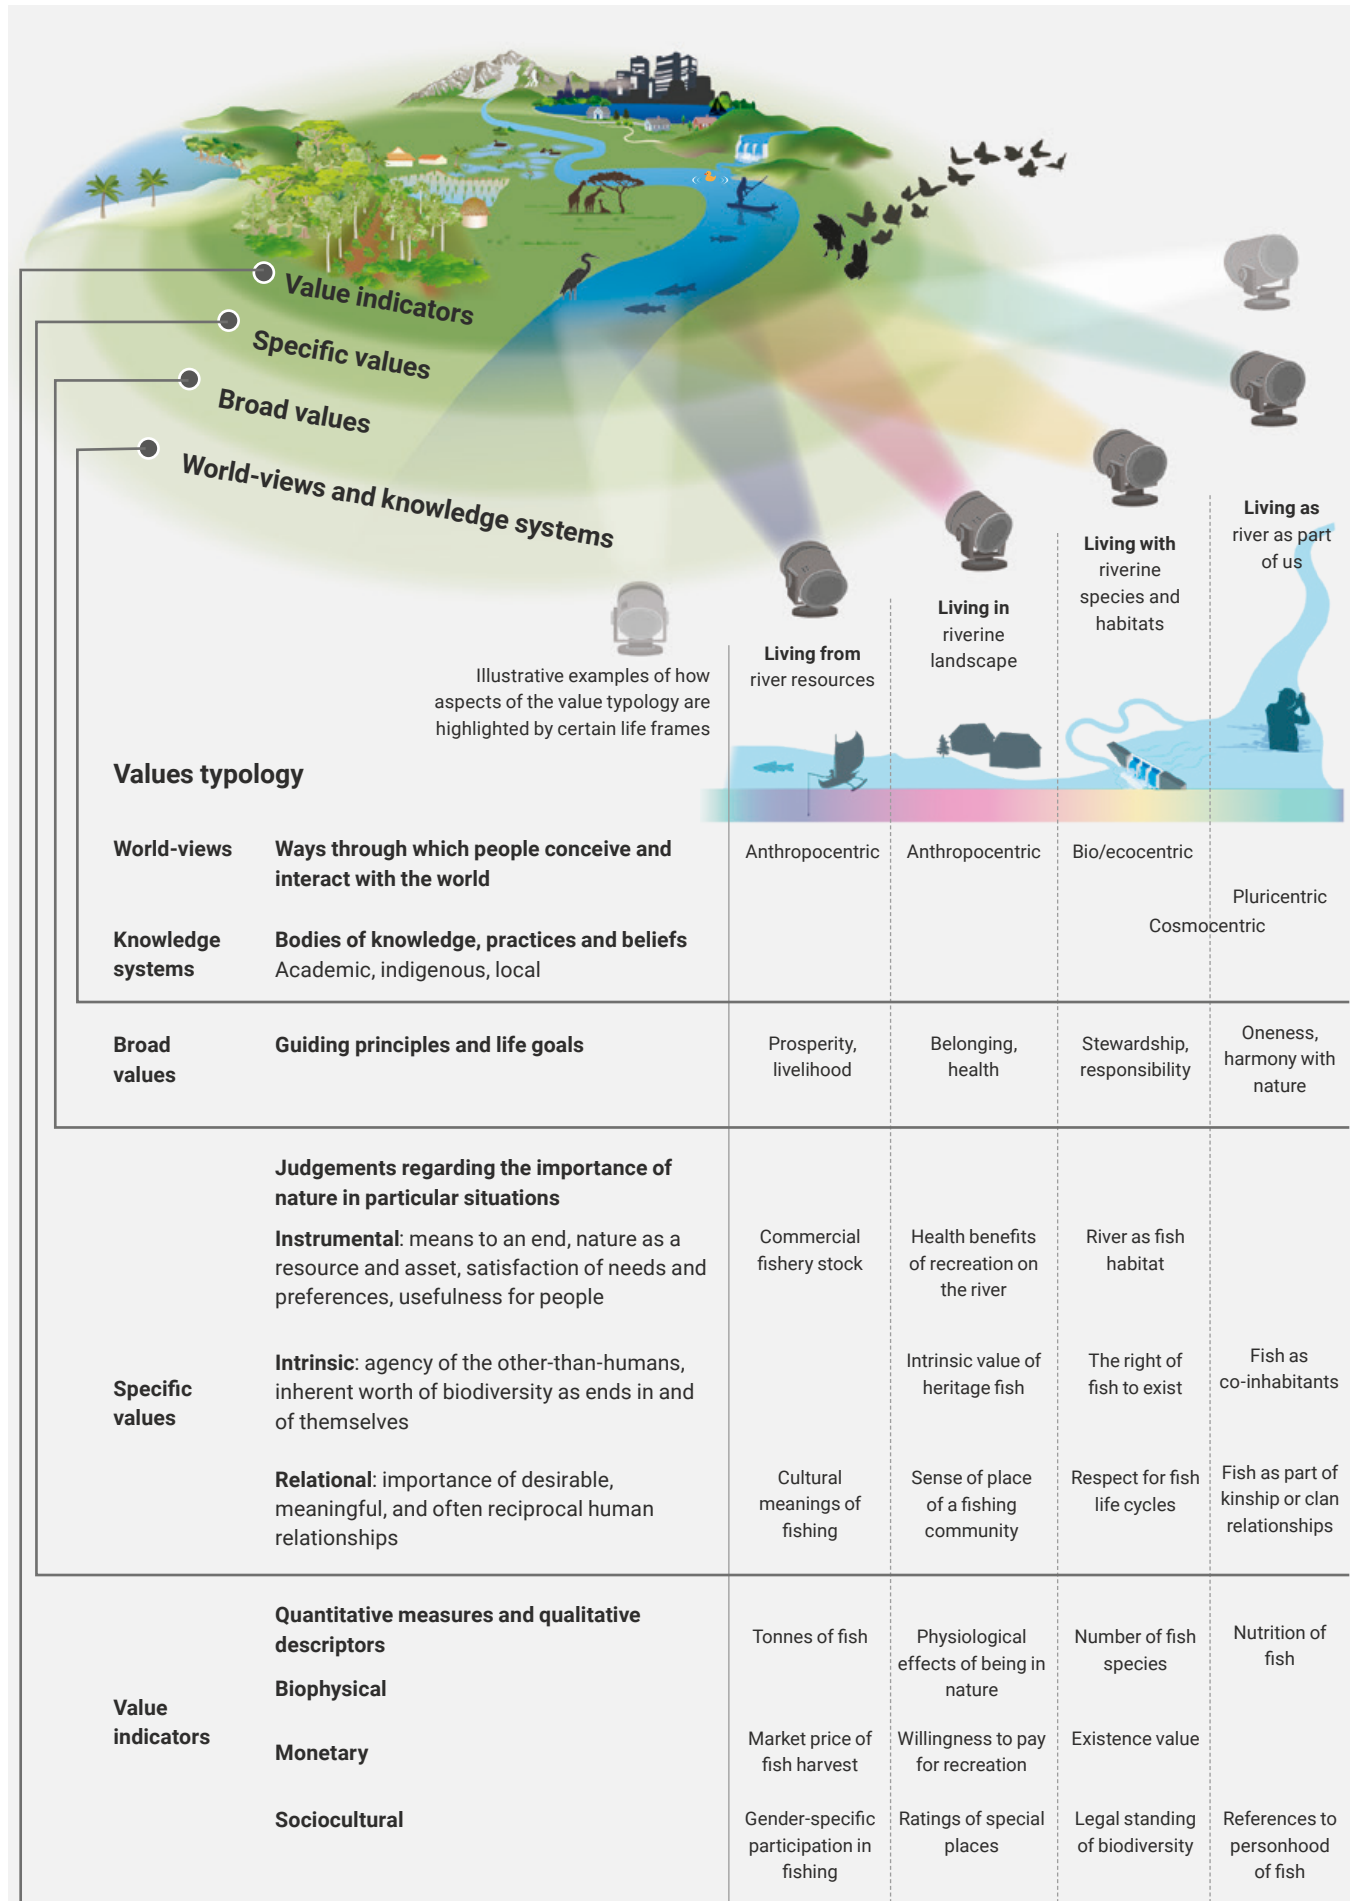 Value indicators
Specific values
Broad values
World-views and knowledge systems
Illustrative examples of how
aspects of the value typology are
highlighted by certain life frames
Living from
river resources
Living in
riverine
landscape
Living with
riverine
species and
habitats
Living as
river as part
of us
Values typology
World-views
Ways through which people conceive and
interact with the world
Anthropocentric
Anthropocentric
Bio/ecocentric
Pluricentric
Cosmocentric
Knowledge
systems
Bodies of knowledge, practices and beliefs
Academic, indigenous, local
Broad
values
Guiding principles and life goals
Prosperity,
livelihood
Belonging,
health
Stewardship,
responsibility
Oneness,
harmony with
nature
Specific
values
Judgements regarding the importance of
nature in particular situations
Instrumental: means to an end, nature as a
resource and asset, satisfaction of needs and
preferences, usefulness for people
Commercial
fishery stock
Health benefits
of recreation on
the river
River as fish
habitat
Intrinsic: agency of the other-than-humans,
inherent worth of biodiversity as ends in and
of themselves
Intrinsic value of
heritage fish
The right of
fish to exist
Fish as
co-inhabitants
Relational: importance of desirable,
meaningful, and often reciprocal human
relationships
Cultural
meanings of
fishing
Sense of place
of a fishing
community
Respect for fish
life cycles
Fish as part of
kinship or clan
relationships
Value
indicators
Quantitative measures and qualitative
descriptors
Biophysical
Tonnes of fish
Physiological
effects of being in
nature
Number of fish
species
Nutrition of
fish
Monetary
Market price of
fish harvest
Willingness to pay
for recreation
Existence value
Sociocultural
Gender-specific
participation in
fishing
Ratings of special
places
Legal standing
of biodiversity
References to
personhood
of fish